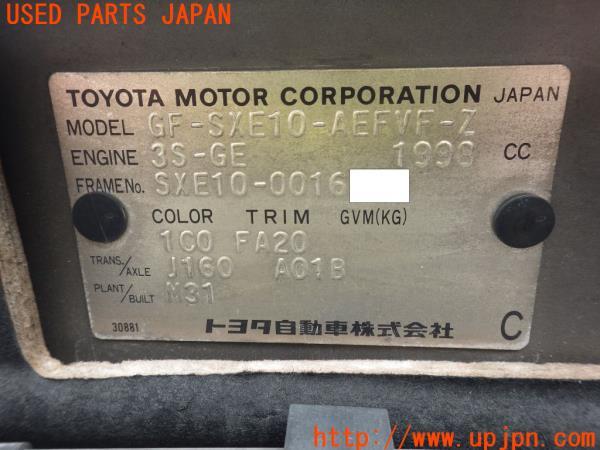 USED PARTS JAPAN
TOYOTA MOTOR CORPORATION JAPAN
MODEL GF-SXE10-AEFVF-Z
ENGINE 3S-GE 1998 CC
FRAME No. SXE10-0016
COLOR TRIM GVM(KG)
1C0 FA20
TRANS./AXLE J160 A01B
PLANT/BUILT M31
30881 トヨタ自動車株式会社 C
http://www.upjpn.com